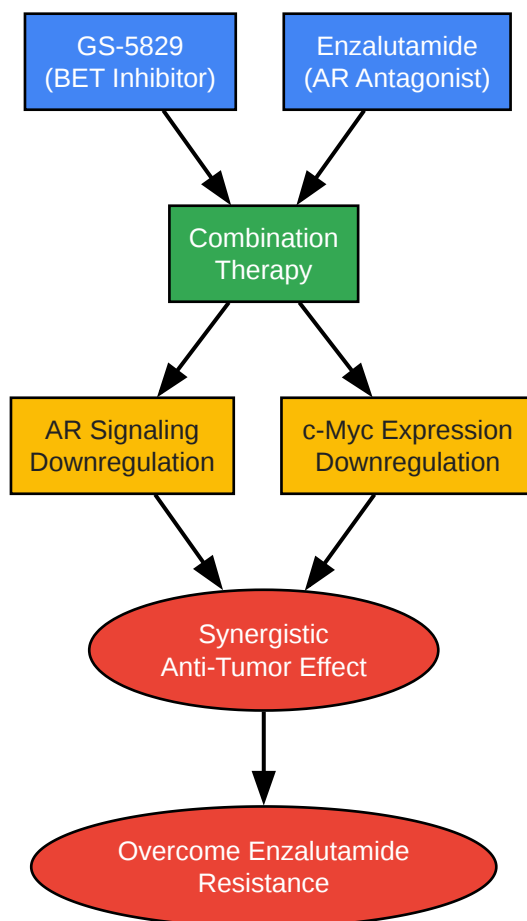 GS-5829
(BET Inhibitor)
Enzalutamide
(AR Antagonist)
Combination
Therapy
AR Signaling
Downregulation
c-Myc Expression
Downregulation
Synergistic
Anti-Tumor Effect
Overcome Enzalutamide
Resistance